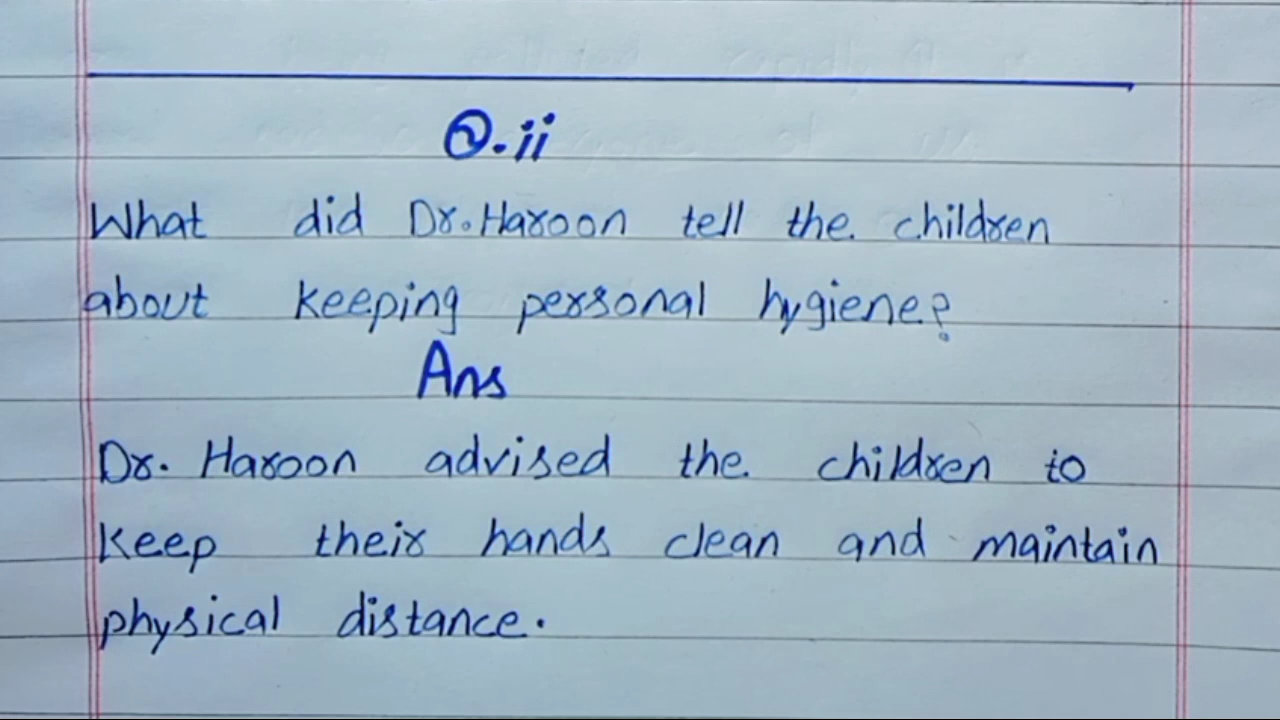 Q.ii
What did Dr.Haroon tell the children
about keeping personal hygiene?
Ans
Dr. Haroon advised the children to
keep their hands clean and maintain
physical distance.